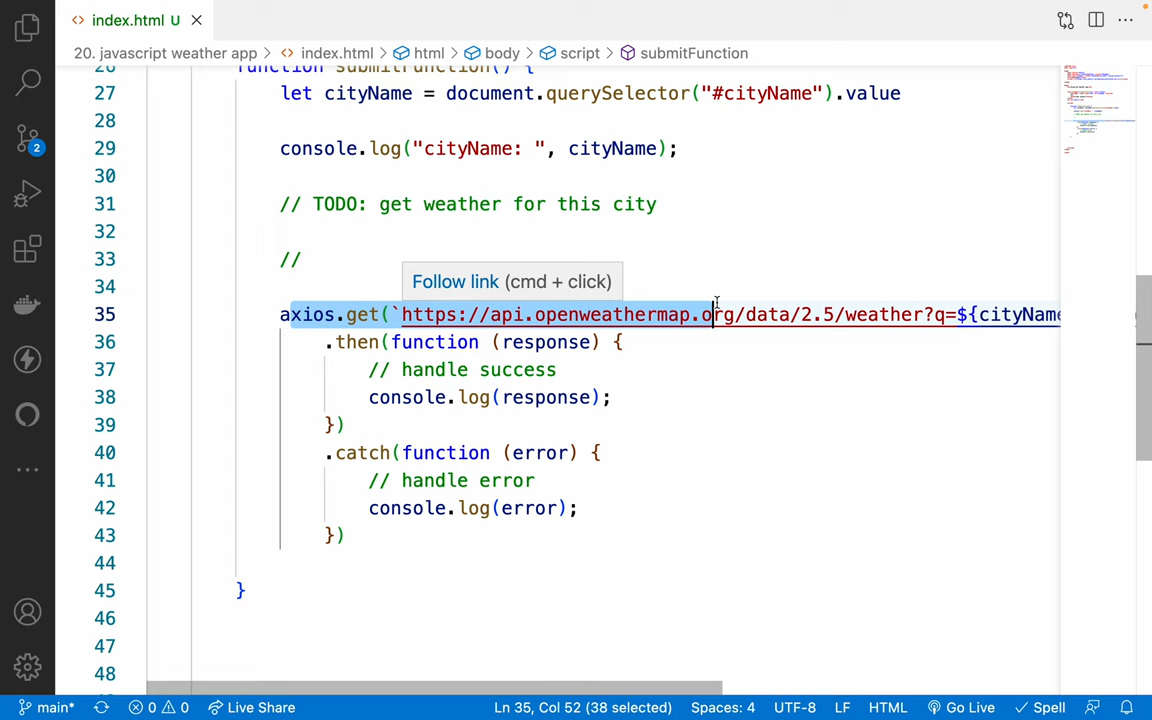 index.html U
20. javascript weather app > index.html > html > body > script > submitFunction
26 function submitFunction() {
27 let cityName = document.querySelector("#cityName").value
28
29 console.log("cityName: ", cityName);
30
31 // TODO: get weather for this city
32
33 //
Follow link (cmd + click)
34
35 axios.get(`https://api.openweathermap.org/data/2.5/weather?q=${cityName
36 .then(function (response) {
37 // handle success
38 console.log(response);
39 })
40 .catch(function (error) {
41 // handle error
42 console.log(error);
43 })
44
45 }
46
47
48
2
main* 0 0 Live Share Ln 35, Col 52 (38 selected) Spaces: 4 UTF-8 LF HTML Go Live Spell